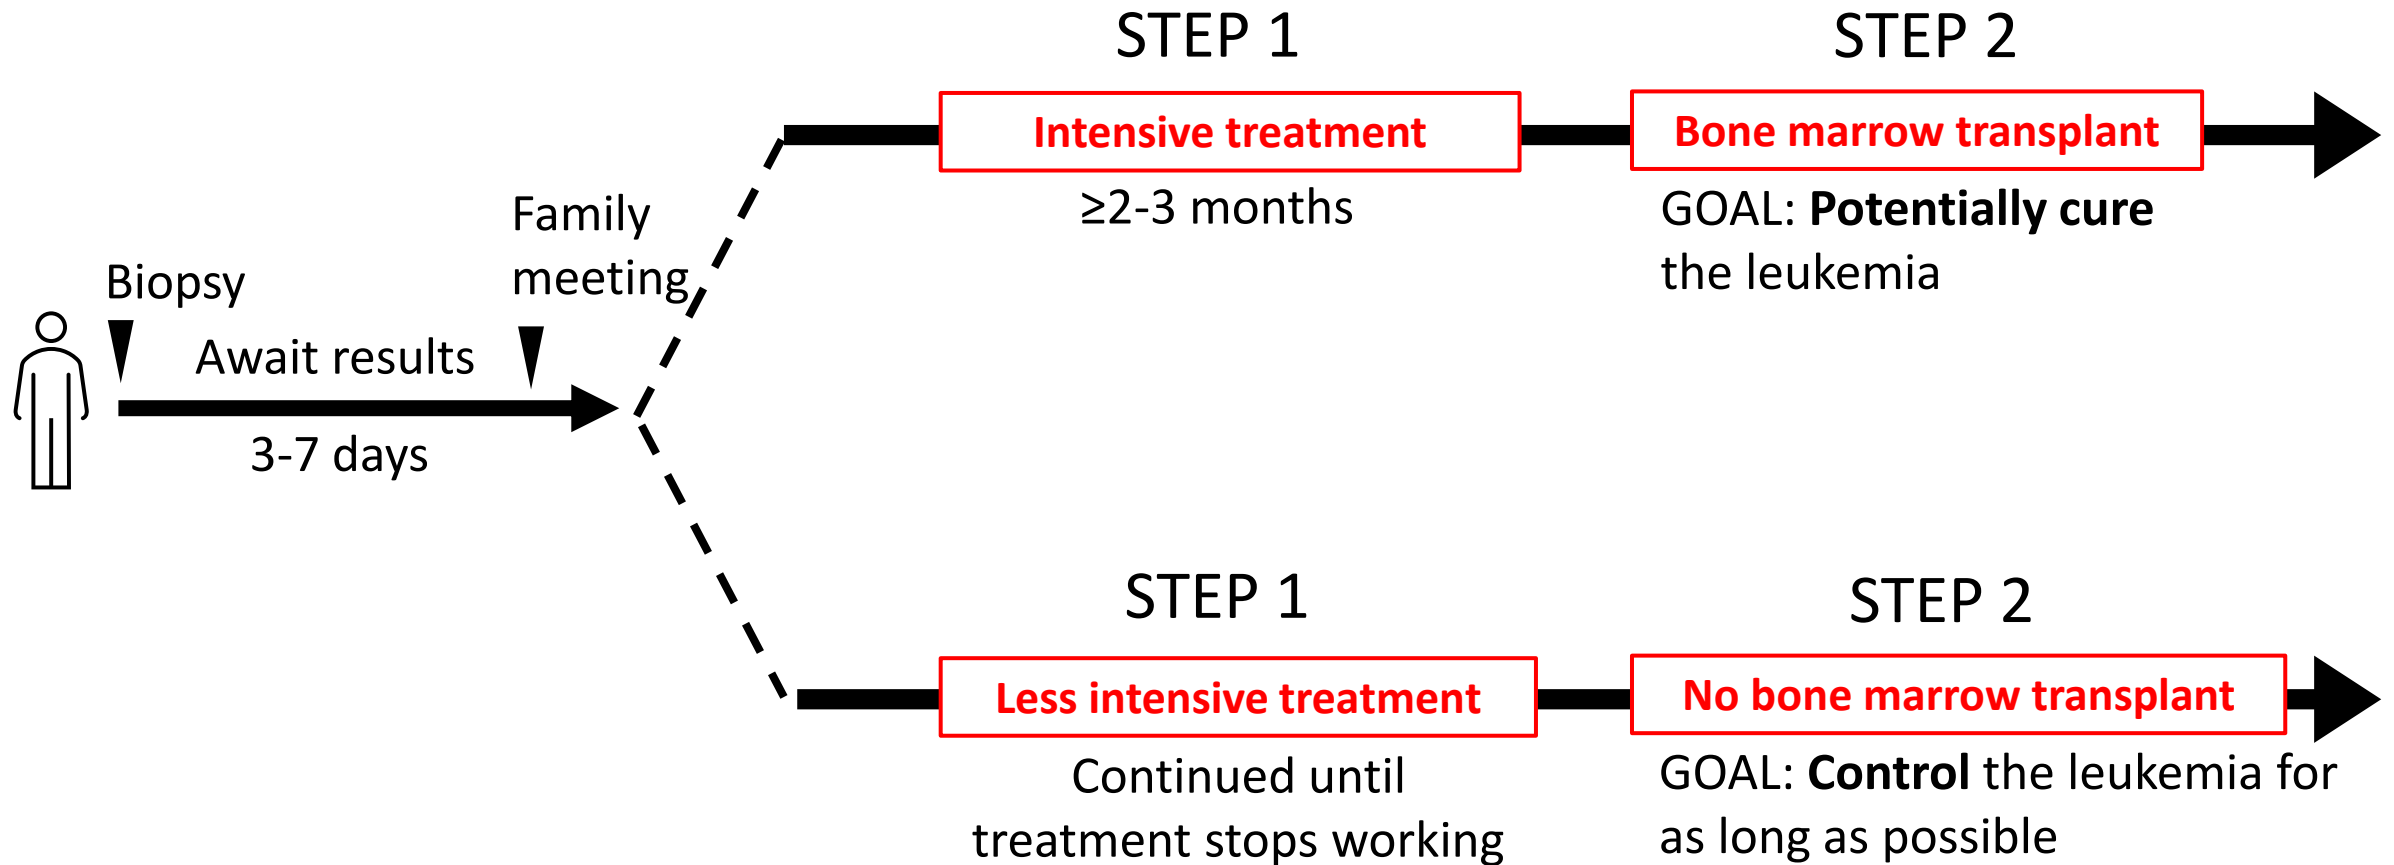 Biopsy
Await results
3-7 days
Family
meeting
STEP 1
Intensive treatment
≥2-3 months
STEP 2
Bone marrow transplant
GOAL: Potentially cure
the leukemia
STEP 1
Less intensive treatment
Continued until
treatment stops working
STEP 2
No bone marrow transplant
GOAL: Control the leukemia for
as long as possible